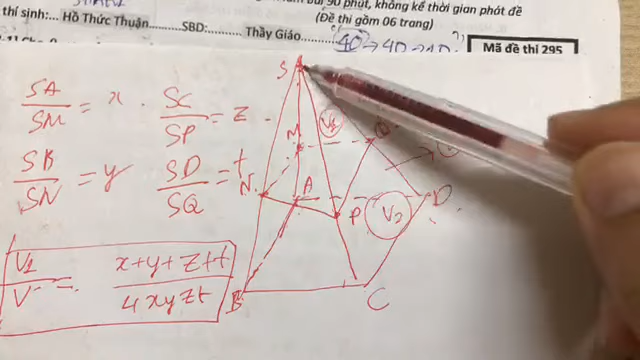 bài 90 phút, không kể thời gian phát đề
thí sinh:... Hồ Thức Thuận..........SBD:........ Thầy Giáo..........
(Đề thi gồm 06 trang)
Mã đề thi 295
SA/SM = x . SC/SP = z .
SB/SN = y SD/SQ = t
V1/V = x+y+z+t/4xyzt
S
M
V1
Q
N
A
D
P
V2
B
C